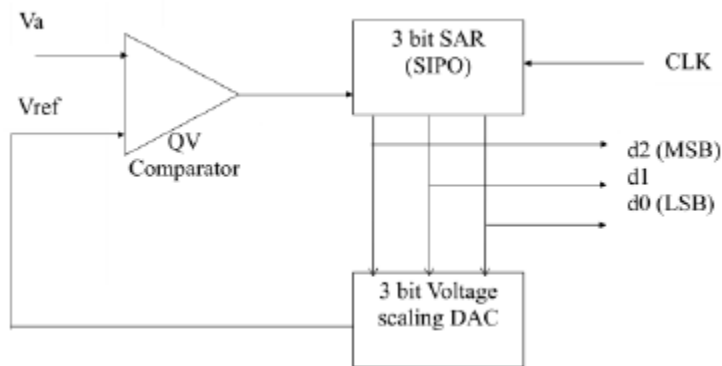 Va
3 bit SAR
(SIPO)
CLK
Vref
QV
Comparator
d2 (MSB)
d1
d0 (LSB)
3 bit Voltage
scaling DAC